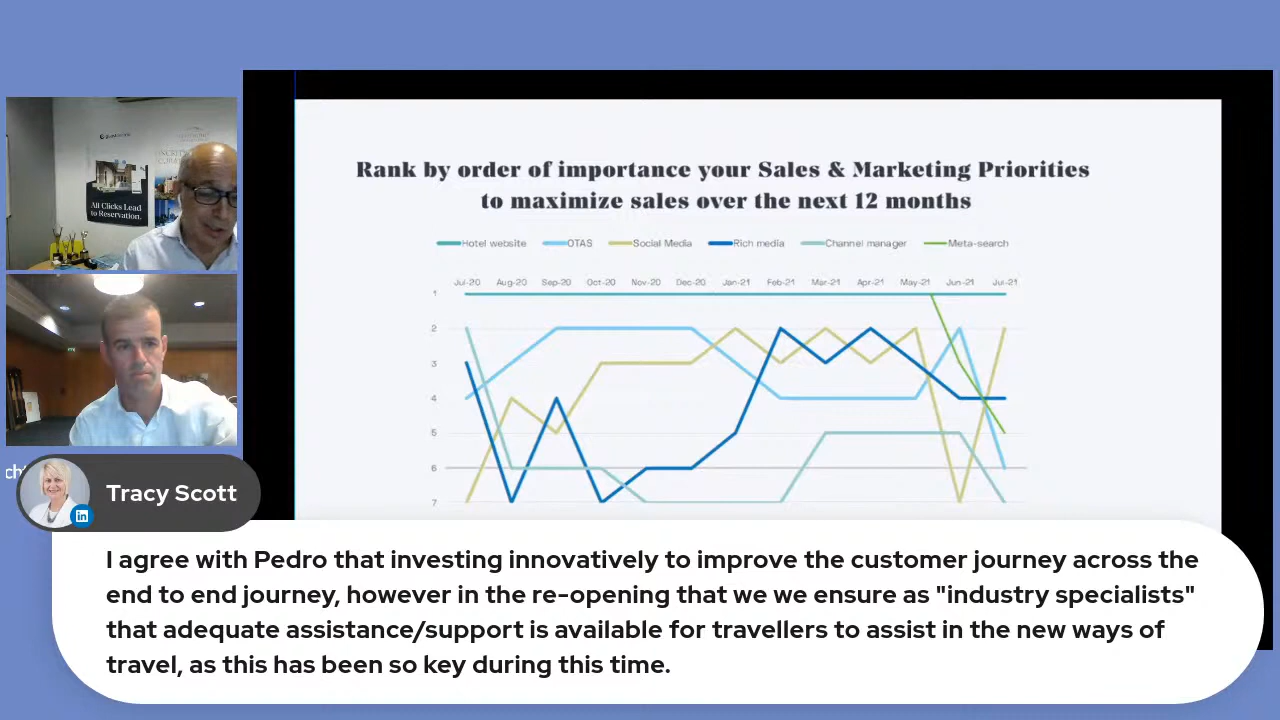 All Clicks Lead
to Reservation.
Rank by order of importance your Sales & Marketing Priorities
to maximize sales over the next 12 months
Hotel website OTAS Social Media Rich media Channel manager Meta-search
Jul-20 Aug-20 Sep-20 Oct-20 Nov-20 Dec-20 Jan-21 Feb-21 Mar-21 Apr-21 May-21 Jun-21 Jul-21
1
2
3
4
5
6
7
Tracy Scott
in
I agree with Pedro that investing innovatively to improve the customer journey across the
end to end journey, however in the re-opening that we we ensure as "industry specialists"
that adequate assistance/support is available for travellers to assist in the new ways of
travel, as this has been so key during this time.